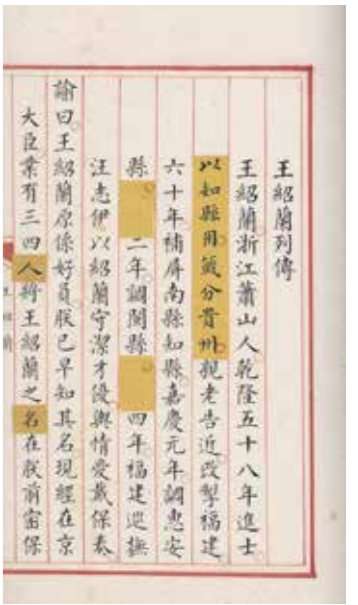 王紹蘭列傳
王紹蘭浙江蕭山人乾隆五十八年進士
以知縣用籤分貴州親老告近改掣福建
六十年補屏南縣知縣嘉慶元年調惠安
縣二年調閩縣四年福建巡撫
汪志伊以紹蘭守潔才優輿情愛戴保奏
諭曰王紹蘭原係好員朕已早知其名現經在京
大臣業有三四人將王紹蘭之名在朕前密保